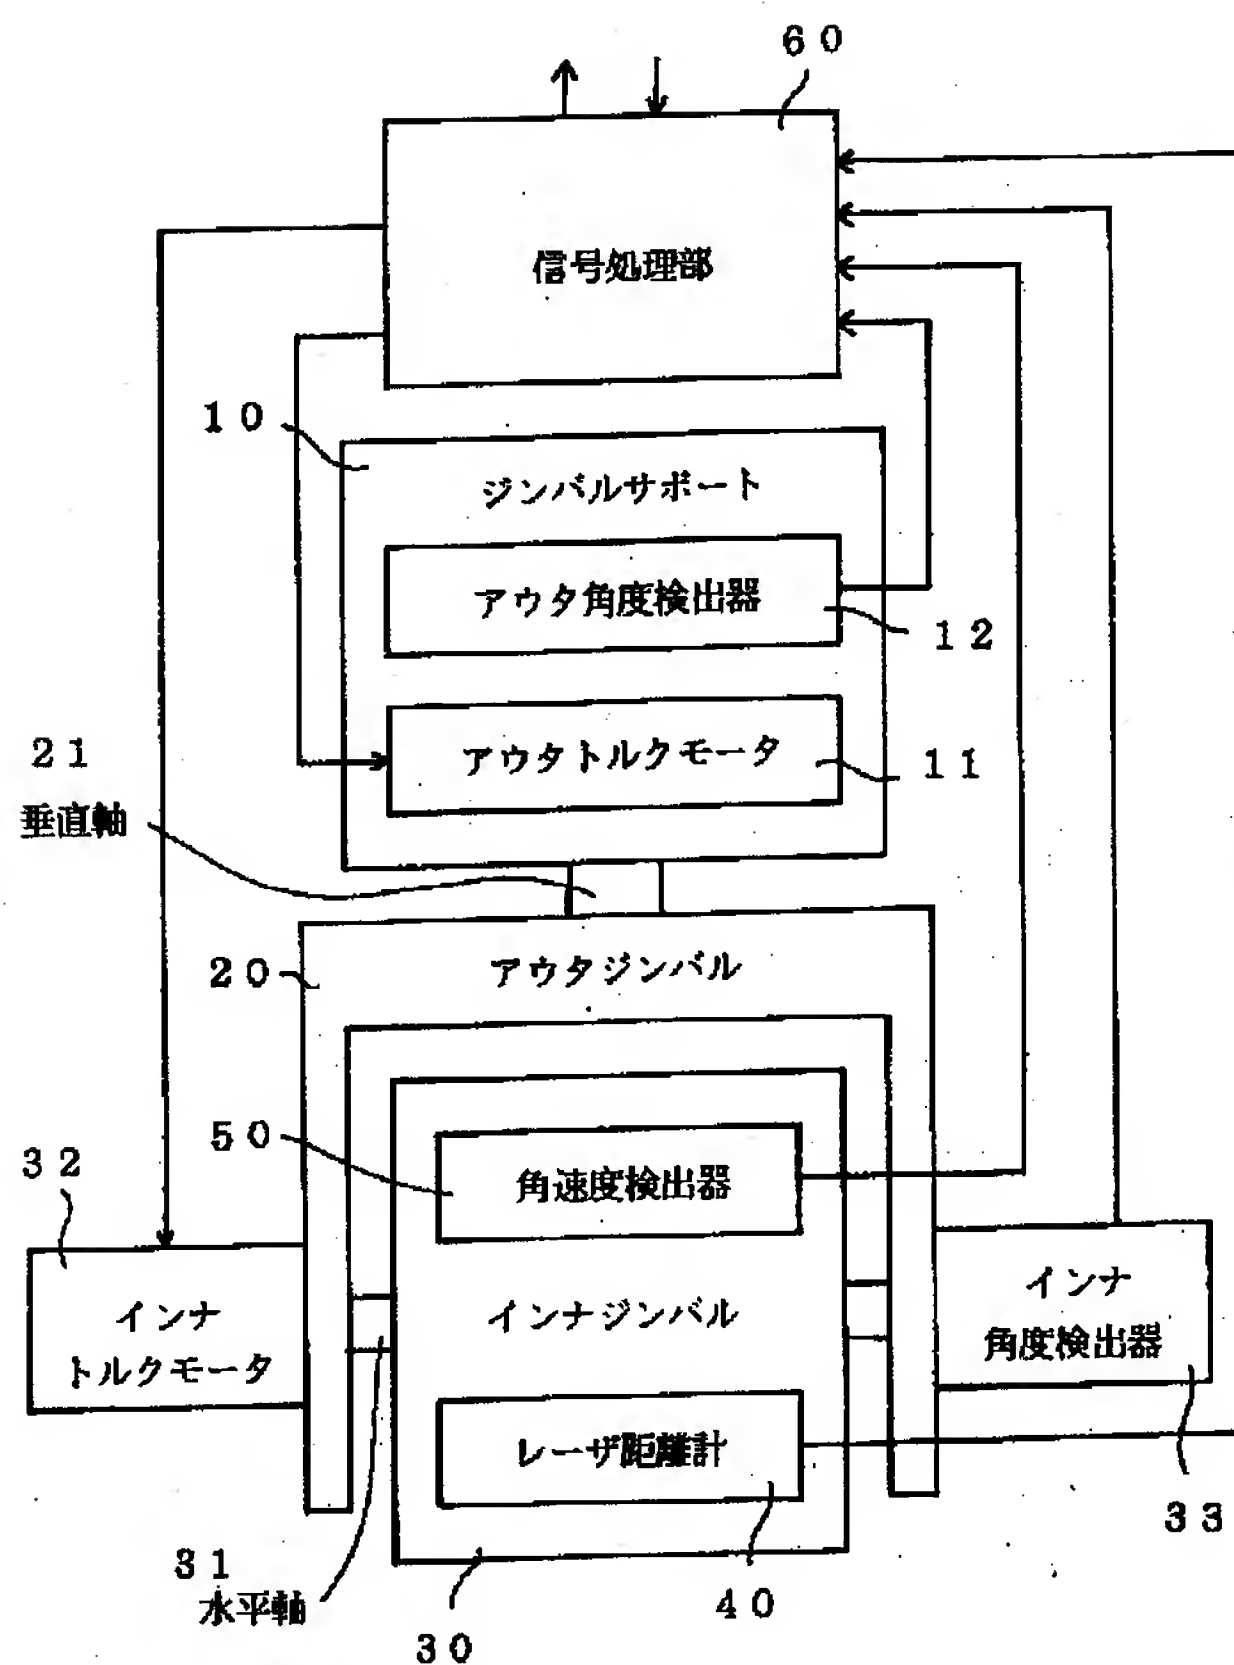 ６０
信号処理部
１０
ジンバルサポート
アウタ角度検出器
１２
２１
垂直軸
アウタトルクモータ
１１
２０
アウタジンバル
５０
角速度検出器
３２
インナ
トルクモータ
インナジンバル
インナ
角度検出器
レーザ距離計
３３
３１
水平軸
４０
３０